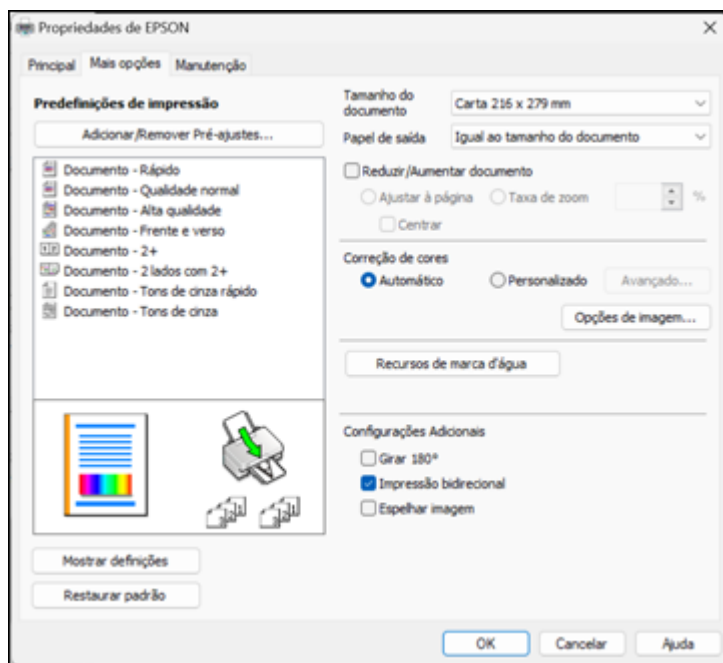 Propriedades de EPSON
Principal
Mais opções
Manutenção
Predefinições de impressão
Adicionar/Remover Pré-ajustes...
Documento - Rápido
Documento - Qualidade normal
Documento - Alta qualidade
Documento - Frente e verso
Documento - 2+
Documento - 2 lados com 2+
Documento - Tons de cinza rápido
Documento - Tons de cinza
Mostrar definições
Restaurar padrão
Tamanho do
documento
Carta 216 x 279 mm
Papel de saída
Igual ao tamanho do documento
Reduzir/Aumentar documento
Ajustar à página
Taxa de zoom
%
Centrar
Correção de cores
Automático
Personalizado
Avançado...
Opções de imagem...
Recursos de marca d'água
Configurações Adicionais
Girar 180°
Impressão bidirecional
Espelhar imagem
OK
Cancelar
Ajuda